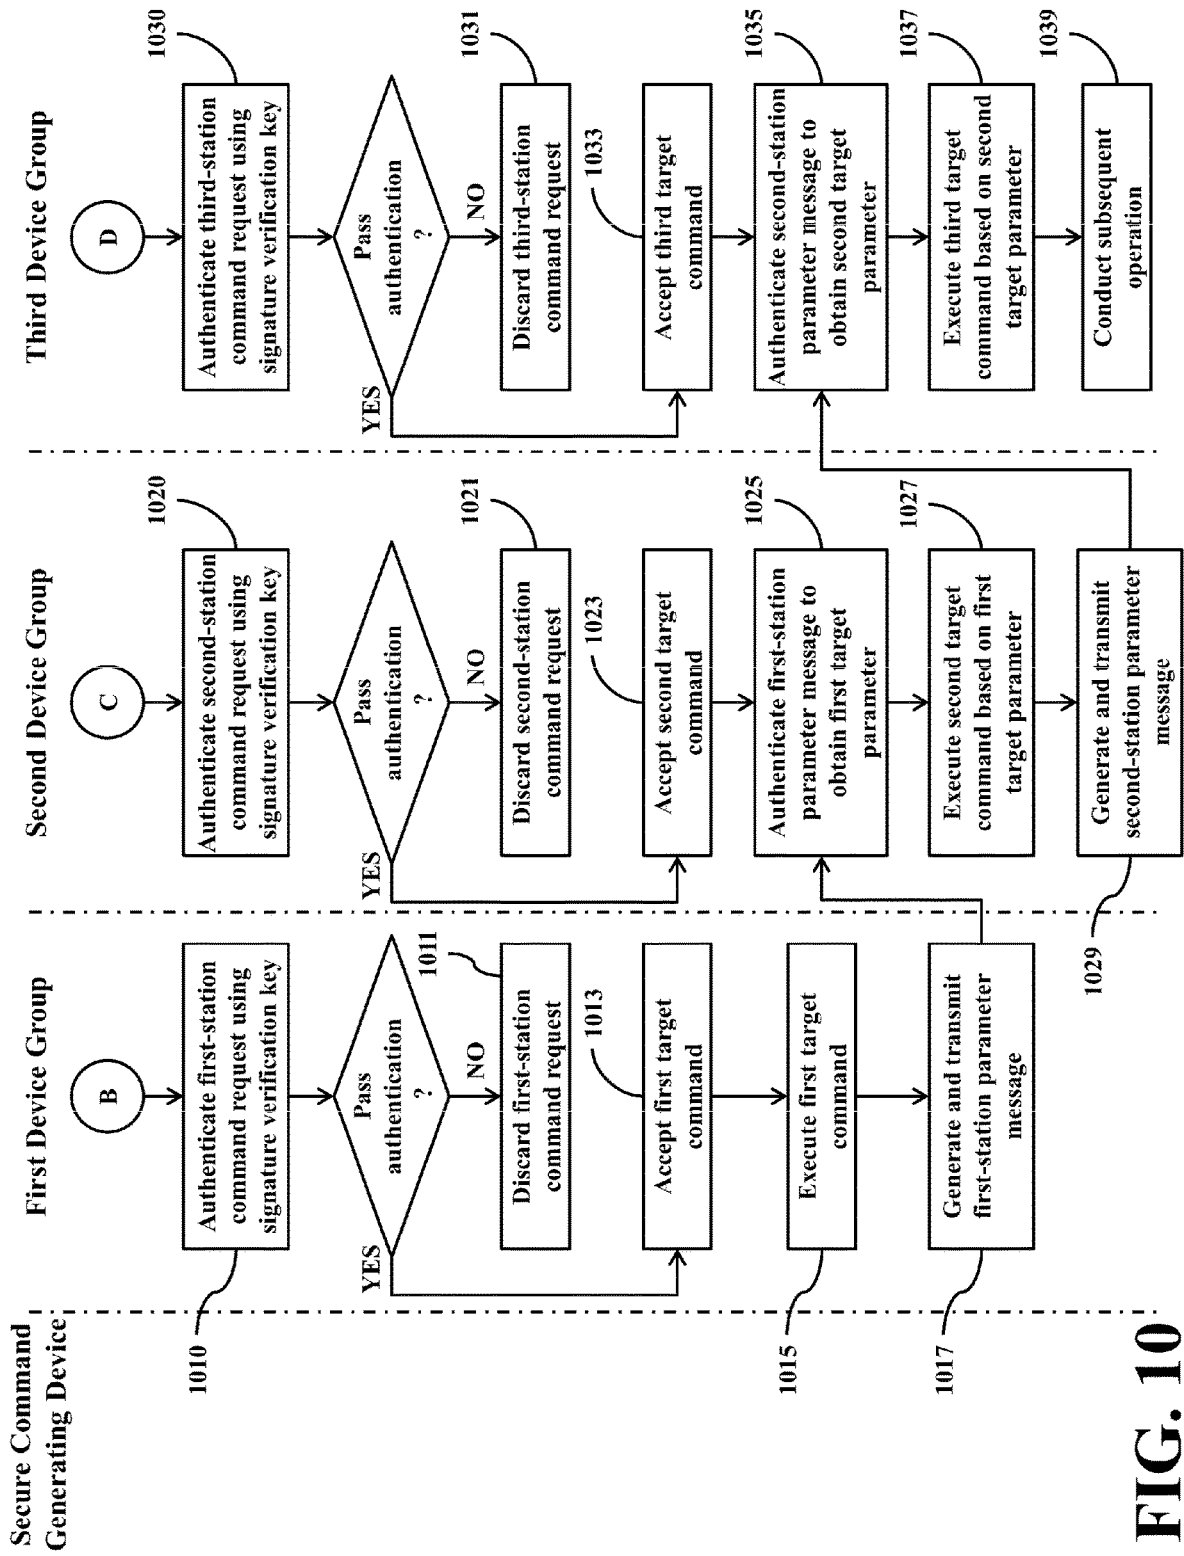 Secure Command
Generating Device
First Device Group
Second Device Group
Third Device Group
B
1010
Authenticate first-station
command request using
signature verification key
Pass
authentication
?
YES
NO
1011
Discard first-station
command request
1013
Accept first target
command
1015
Execute first target
command
1017
Generate and transmit
first-station parameter
message
C
1020
Authenticate second-station
command request using
signature verification key
Pass
authentication
?
YES
NO
1021
Discard second-station
command request
1023
Accept second target
command
1025
Authenticate first-station
parameter message to
obtain first target
parameter
1027
Execute second target
command based on first
target parameter
1029
Generate and transmit
second-station parameter
message
D
1030
Authenticate third-station
command request using
signature verification key
Pass
authentication
?
YES
NO
1031
Discard third-station
command request
1033
Accept third target
command
1035
Authenticate second-station
parameter message to
obtain second target
parameter
1037
Execute third target
command based on second
target parameter
1039
Conduct subsequent
operation
FIG. 10